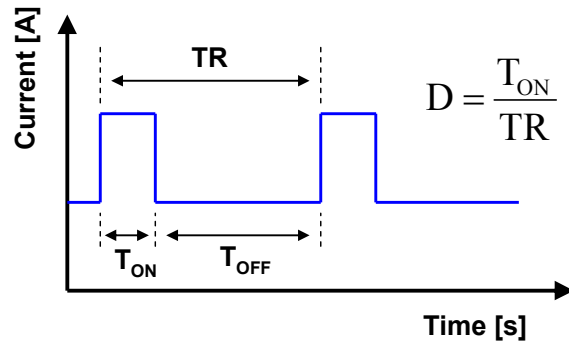 Current [A]
TR
D = T_ON / TR
T_ON
T_OFF
Time [s]